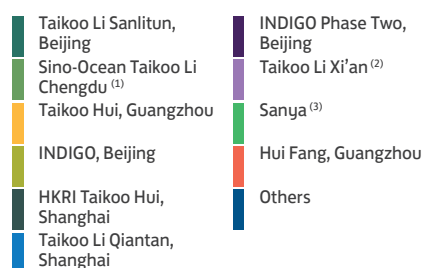 Taikoo Li Sanlitun,
Beijing
Sino-Ocean Taikoo Li
Chengdu (1)
Taikoo Hui, Guangzhou
INDIGO, Beijing
HKRI Taikoo Hui,
Shanghai
Taikoo Li Qiantan,
Shanghai
INDIGO Phase Two,
Beijing
Taikoo Li Xi'an (2)
Sanya (3)
Hui Fang, Guangzhou
Others